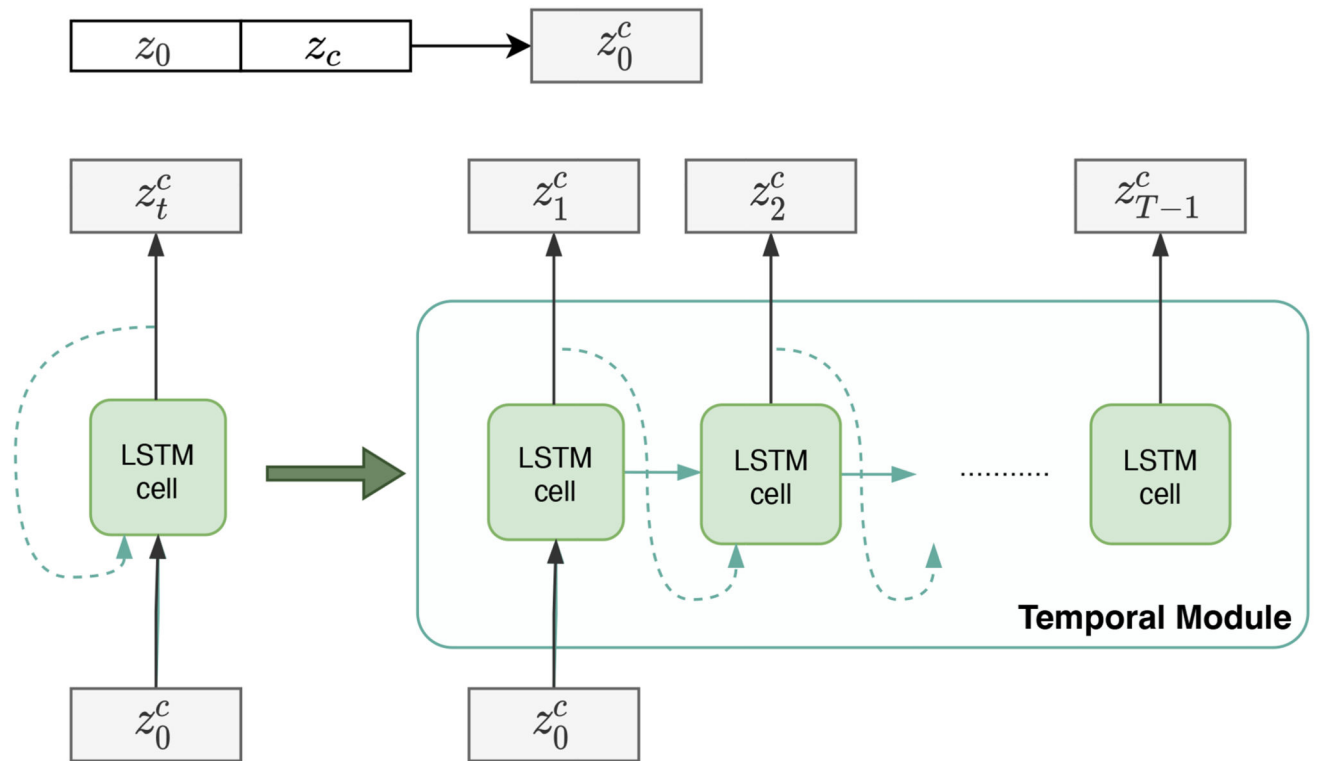 z_0 z_c z_0^c
z_t^c z_1^c z_2^c z_{T-1}^c
LSTM
cell
LSTM
cell
LSTM
cell
...........
LSTM
cell
Temporal Module
z_0^c z_0^c